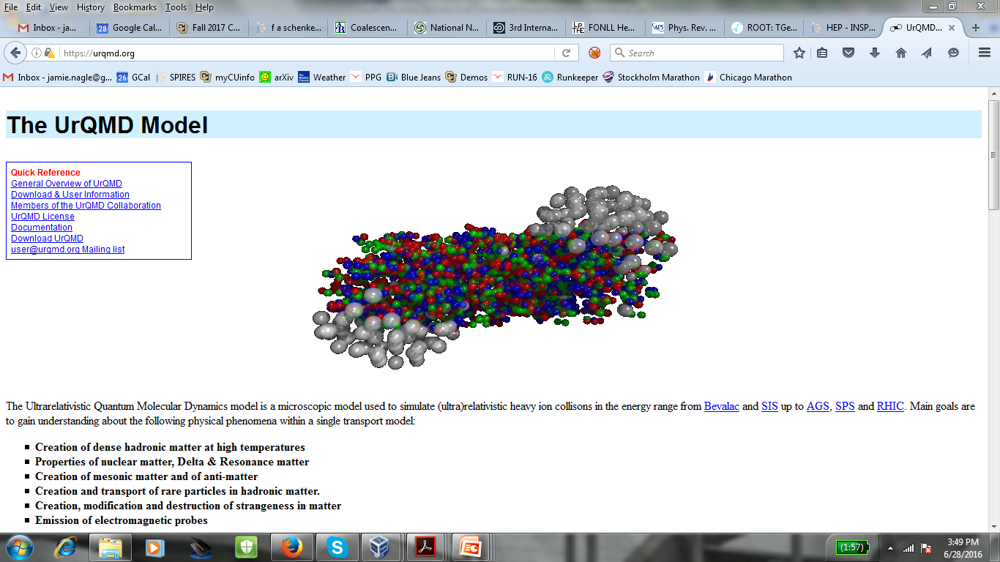 File Edit View History Bookmarks Tools Help
Inbox - ja... Google Cal... Fall 2017 C... f a schenke... Coalescen... National N... 3rd Interna... FONLL He... Phys. Rev. ... ROOT: TGe... HEP - INSP... UrQMD...
https://urqmd.org Search
Inbox - jamie.nagle@g... GCal SPIRES myCUinfo arXiv Weather PPG Blue Jeans Demos RUN-16 Runkeeper Stockholm Marathon Chicago Marathon
The UrQMD Model
Quick Reference
General Overview of UrQMD
Download & User Information
Members of the UrQMD Collaboration
UrQMD License
Documentation
Download UrQMD
user@urqmd.org Mailing list
The Ultrarelativistic Quantum Molecular Dynamics model is a microscopic model used to simulate (ultra)relativistic heavy ion collisons in the energy range from Bevalac and SIS up to AGS, SPS and RHIC. Main goals are
to gain understanding about the following physical phenomena within a single transport model:
Creation of dense hadronic matter at high temperatures
Properties of nuclear matter, Delta & Resonance matter
Creation of mesonic matter and of anti-matter
Creation and transport of rare particles in hadronic matter.
Creation, modification and destruction of strangeness in matter
Emission of electromagnetic probes
(1:57) 3:49 PM
6/28/2016